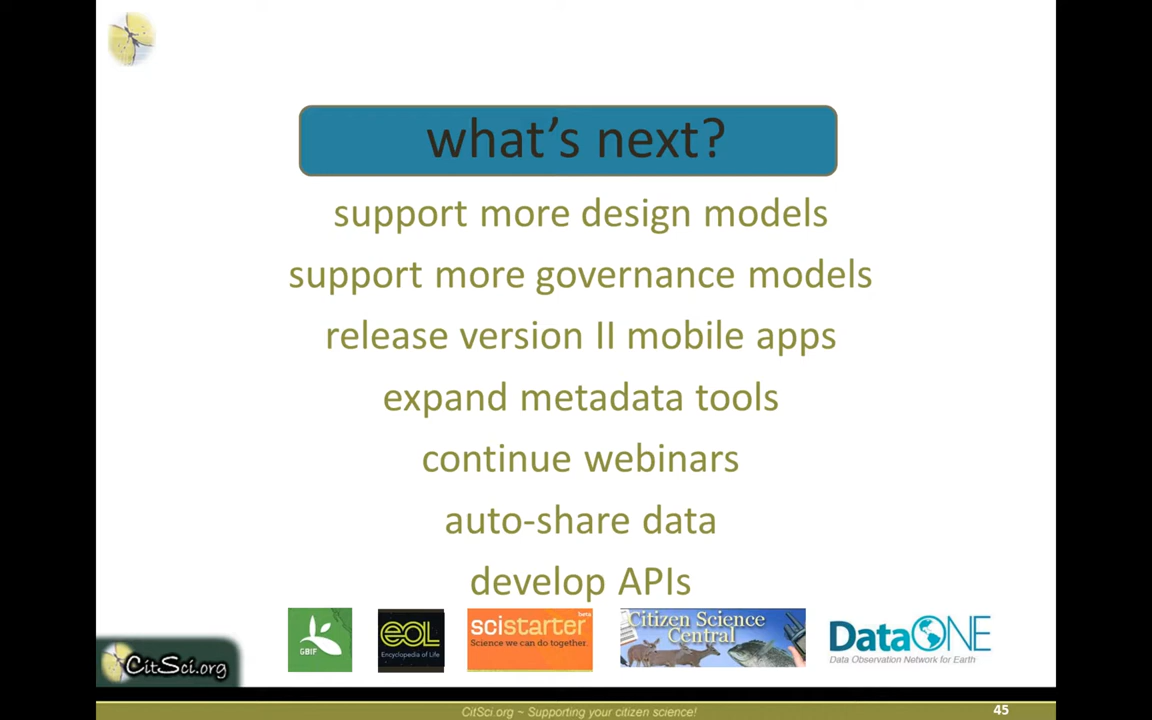 what's next?
support more design models
support more governance models
release version II mobile apps
expand metadata tools
continue webinars
auto-share data
develop APIs
GBIF
eOL
Encyclopedia of Life
beta
scistarter
Science we can do together.
Citizen Science
Central
DataONE
Data Observation Network for Earth
CitSci.org
CitSci.org ~ Supporting your citizen science!
45